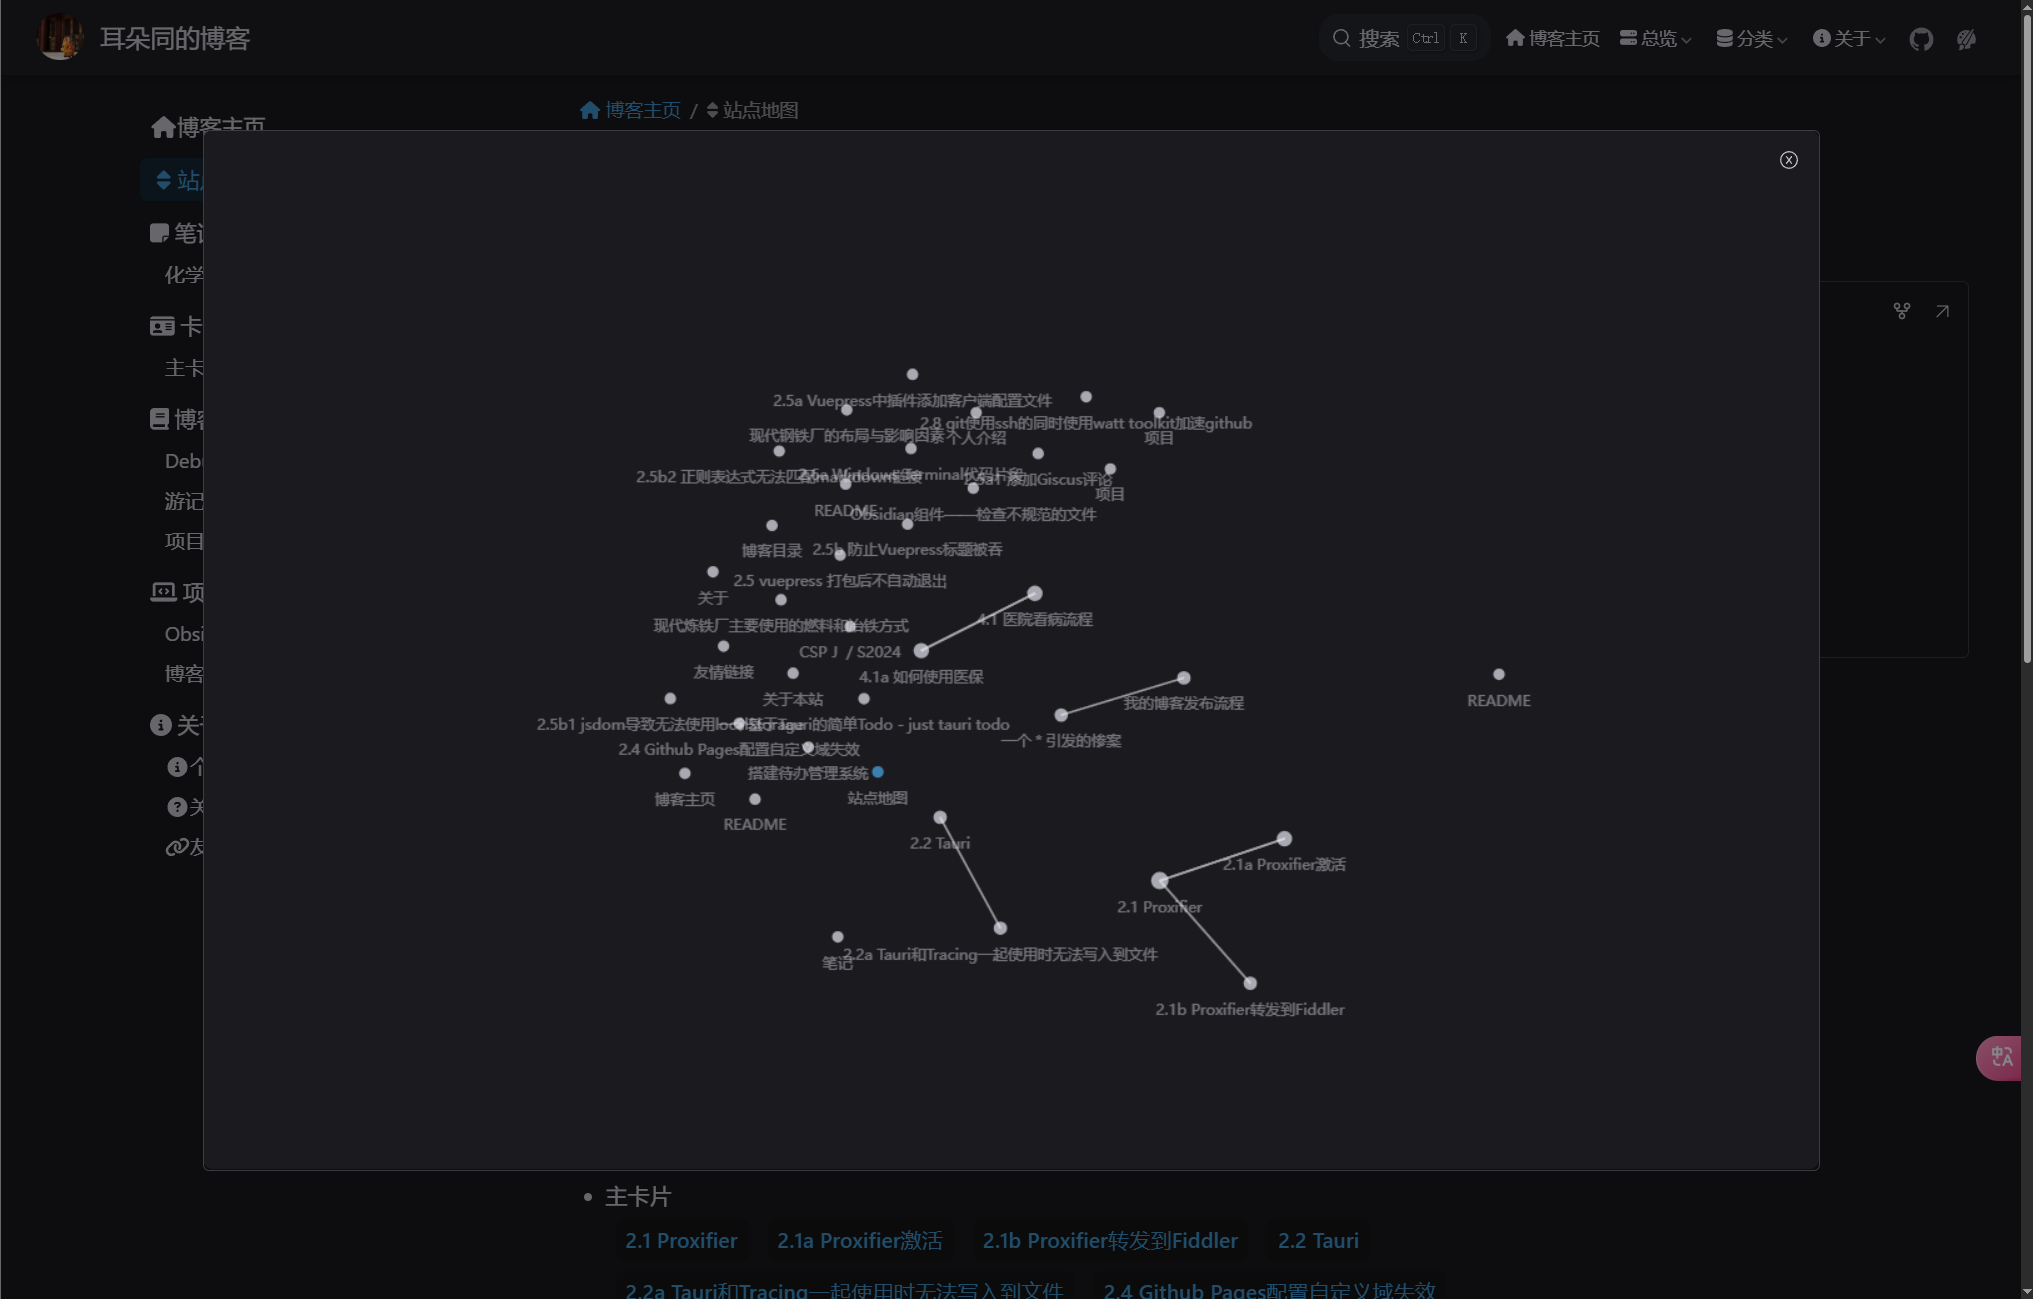 耳朵同的博客
搜索 Ctrl K
博客主页
总览
分类
关于
博客主页 / 站点地图
博客主页
站
笔记
化学
卡
主卡
博客
Deb
游记
项目
项
Obsi
博客
关于
个
关
友
2.5a Vuepress中插件添加客户端配置文件
2.8 git使用ssh的同时使用watt toolkit加速github
现代钢铁厂的布局与影响因素
个人介绍
项目
2.5b2 正则表达式无法匹配markdown链接
2.6a Windows Terminal代码片段
2.5a1 添加Giscus评论
项目
README
Obsidian组件——检查不规范的文件
博客目录
2.5b 防止Vuepress标题被吞
2.5 vuepress 打包后不自动退出
关于
4.1 医院看病流程
现代炼铁厂主要使用的燃料和冶铁方式
CSP J / S2024
友情链接
4.1a 如何使用医保
关于本站
我的博客发布流程
README
2.5b1 jsdom导致无法使用localStorage
一个基于Tauri的简单Todo - just tauri todo
一个 * 引发的惨案
2.4 Github Pages配置自定义域失效
搭建待办管理系统
博客主页
站点地图
README
2.2 Tauri
2.1a Proxifier激活
2.1 Proxifier
笔记
2.2a Tauri和Tracing一起使用时无法写入到文件
2.1b Proxifier转发到Fiddler
主卡片
2.1 Proxifier
2.1a Proxifier激活
2.1b Proxifier转发到Fiddler
2.2 Tauri
2.2a Tauri和Tracing一起使用时无法写入到文件
2.4 Github Pages配置自定义域失效